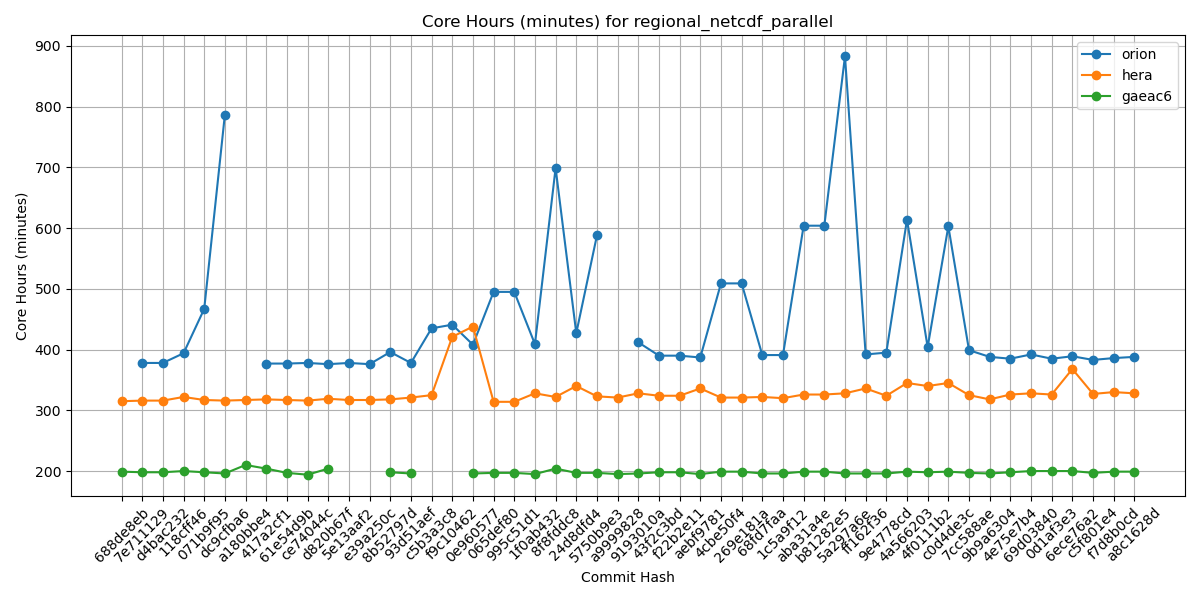 Core Hours (minutes) for regional_netcdf_parallel
orion
hera
gaeac6
Core Hours (minutes)
900
800
700
600
500
400
300
200
688de8eb
7e711129
d4bac232
118cff46
071b9f95
dc9cfba6
a180bbe4
417a2cf1
61e54d9b
ce74044c
d820b67f
5e13aaf2
e39a250c
8b52797d
93d51aef
c5b3a3c8
f9c10462
0e960577
065def80
995c51d1
1f0ab432
8f8fddc8
24d8dfd4
5750b9e3
a9999828
9193010a
43f253bd
f22b2e11
aebf9781
4cbe50f4
269e181a
68fd7faa
1c5a9f12
aba31a4e
b81282e5
5a297a6e
ff162f36
9e4778cd
4a566203
4f011b2
c0d4de3c
7cc588ae
9b9a6304
4e75e7b4
69d03840
0d1af3e3
6ece76a2
c5f801e4
f7d8b0cd
a8c1628d
Commit Hash